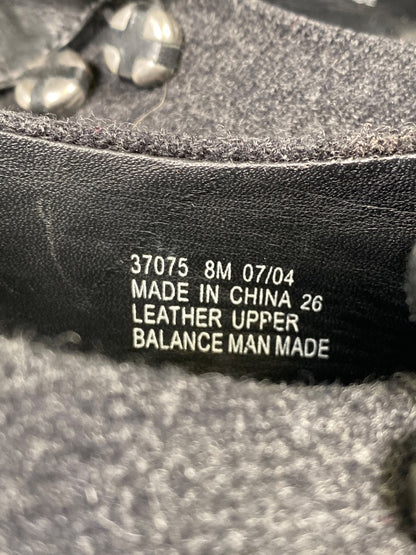 37075 8M 07/04
MADE IN CHINA 26
LEATHER UPPER
BALANCE MAN MADE